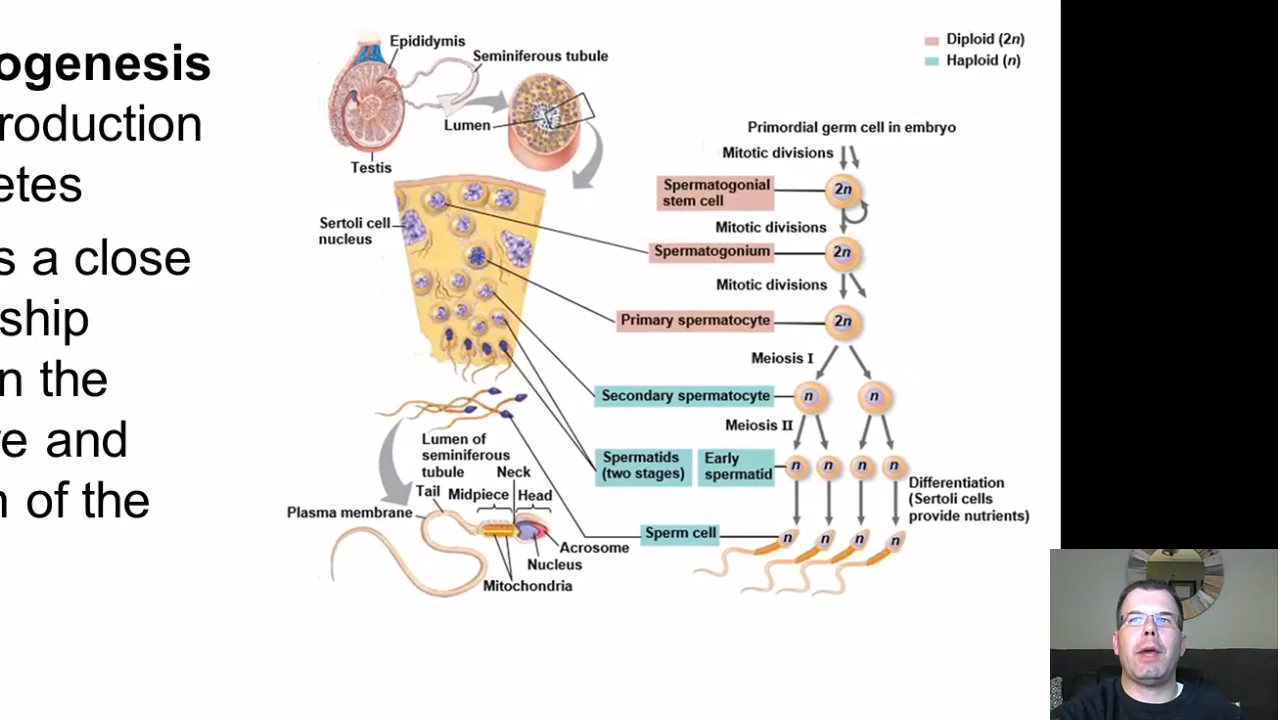 ogenesis
roduction
etes
s a close
ship
n the
e and
n of the
Epididymis
Seminiferous tubule
Lumen
Testis
Sertoli cell
nucleus
Diploid (2n)
Haploid (n)
Primordial germ cell in embryo
Mitotic divisions
Spermatogonial
stem cell
2n
Mitotic divisions
Spermatogonium
2n
Mitotic divisions
Primary spermatocyte
2n
Meiosis I
Secondary spermatocyte
n
n
Meiosis II
Spermatids
(two stages)
Early
spermatid
n
n
n
n
Differentiation
(Sertoli cells
provide nutrients)
Sperm cell
n
n
n
n
Lumen of
seminiferous
tubule
Neck
Tail
Midpiece
Head
Plasma membrane
Acrosome
Nucleus
Mitochondria